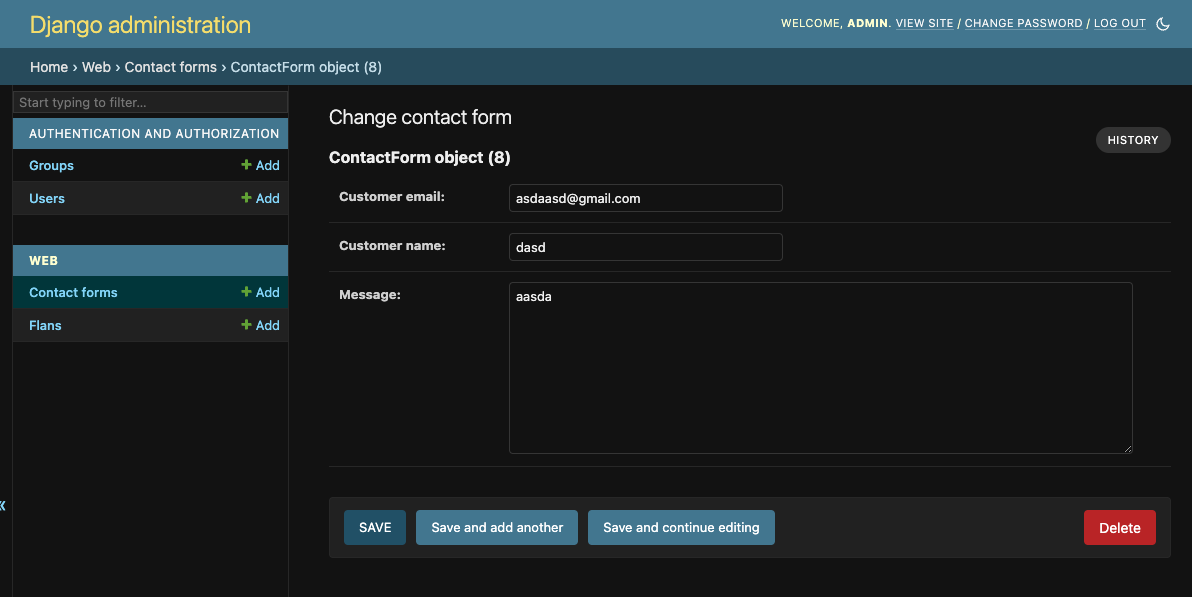 Django administration
WELCOME, ADMIN. VIEW SITE / CHANGE PASSWORD / LOG OUT
Home › Web › Contact forms › ContactForm object (8)
Start typing to filter...
AUTHENTICATION AND AUTHORIZATION
Groups + Add
Users + Add
WEB
Contact forms + Add
Flans + Add
«
Change contact form
HISTORY
ContactForm object (8)
Customer email: asdaasd@gmail.com
Customer name: dasd
Message: aasda
SAVE Save and add another Save and continue editing Delete